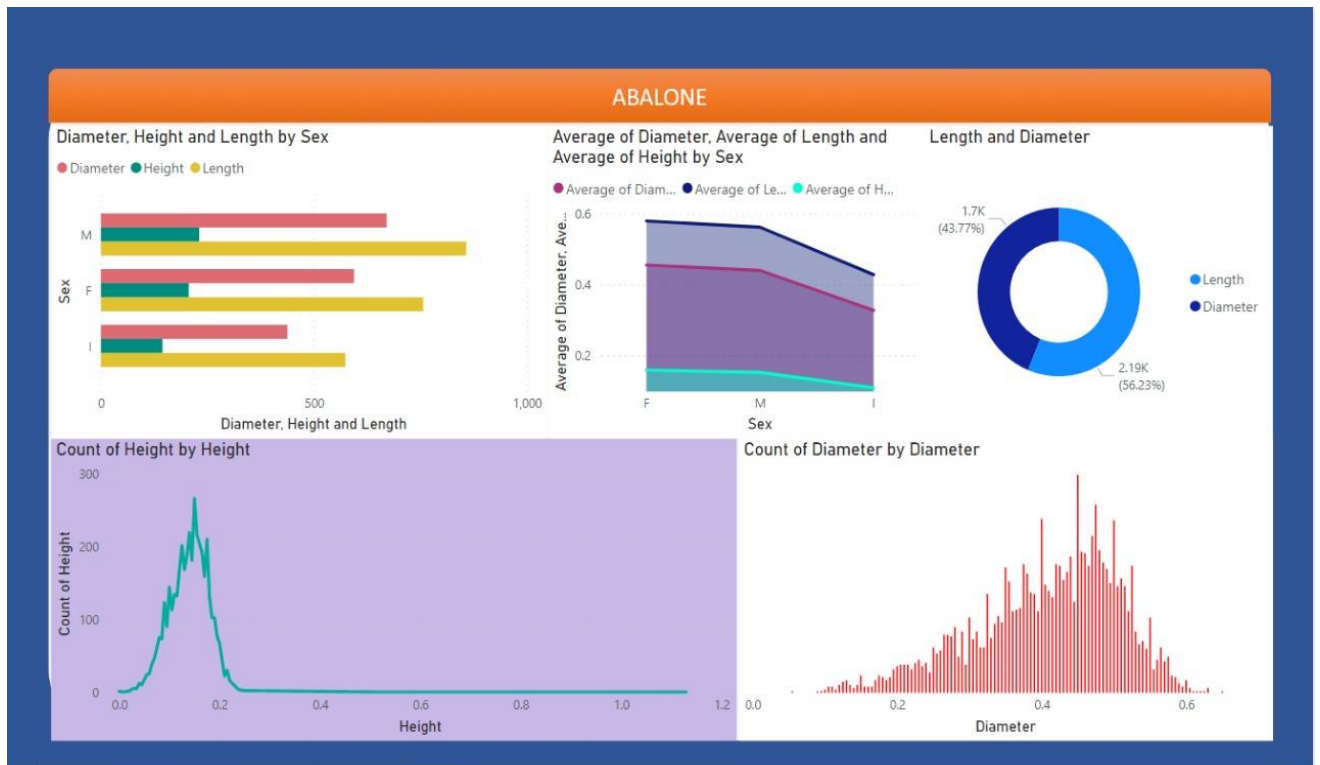 ABALONE
Diameter, Height and Length by Sex
Diameter Height Length
M
F
I
Sex
0 500 1,000
Diameter, Height and Length
Average of Diameter, Average of Length and
Average of Height by Sex
Average of Diam... Average of Le... Average of H...
0.6
0.4
0.2
Average of Diameter, Ave...
F M I
Sex
Length and Diameter
1.7K
(43.77%)
2.19K
(56.23%)
Length
Diameter
Count of Height by Height
300
200
100
0
Count of Height
0.0 0.2 0.4 0.6 0.8 1.0 1.2
Height
Count of Diameter by Diameter
0.0 0.2 0.4 0.6
Diameter